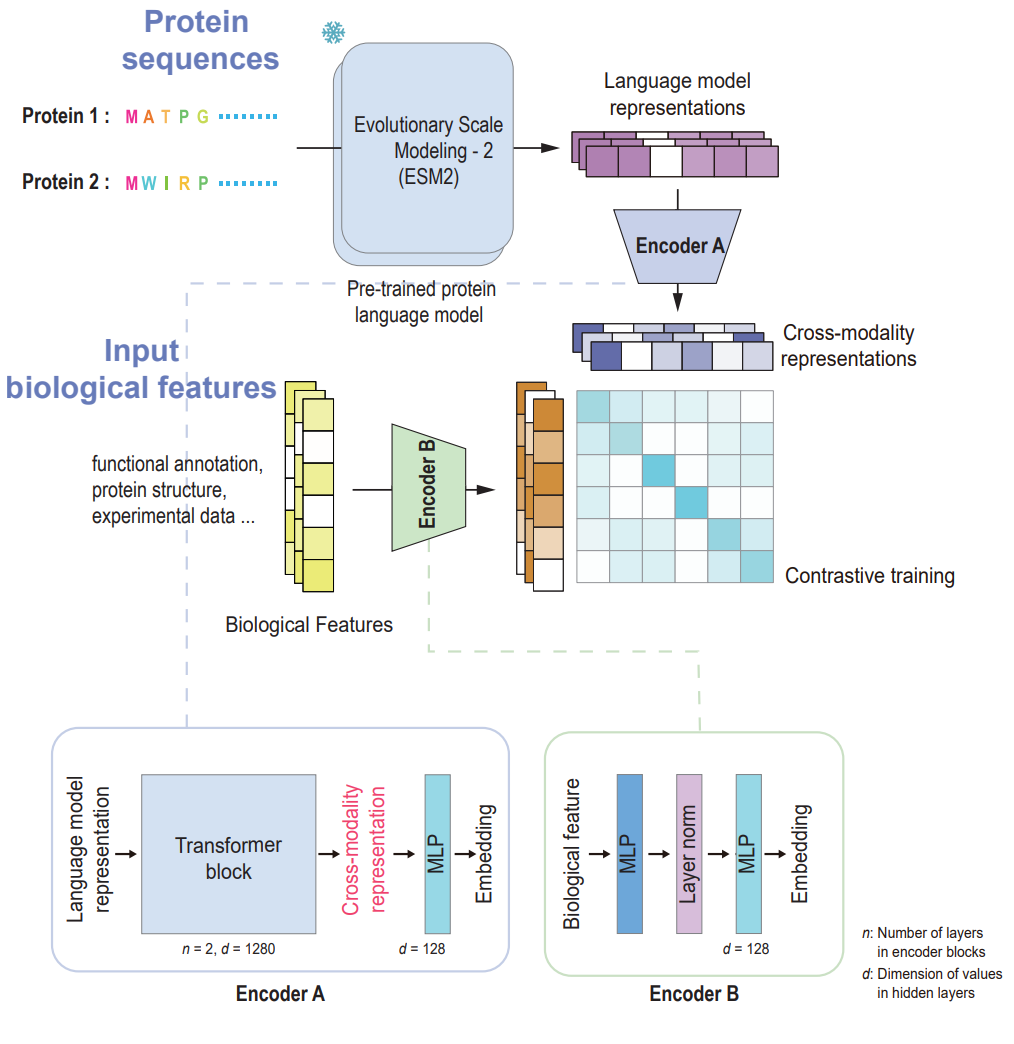 Protein
sequences
Protein 1 : M A T P G
Protein 2 : M W I R P
Evolutionary Scale
Modeling - 2
(ESM2)
Pre-trained protein
language model
Language model
representations
Encoder A
Cross-modality
representations
Input
biological features
functional annotation,
protein structure,
experimental data ...
Biological Features
Encoder B
Contrastive training
Language model
representation
Transformer
block
n = 2, d = 1280
Cross-modality
representation
MLP
d = 128
Embedding
Encoder A
Biological feature
MLP
Layer norm
MLP
d = 128
Embedding
Encoder B
n: Number of layers
in encoder blocks
d: Dimension of values
in hidden layers